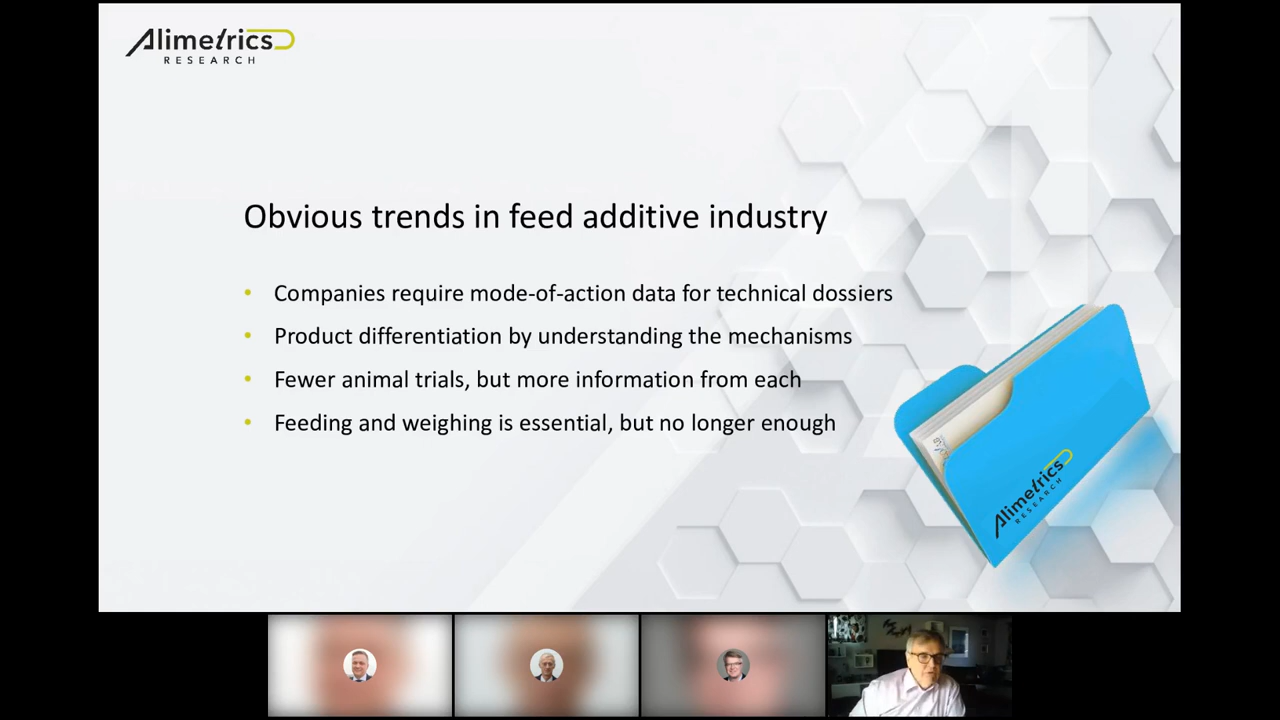 Alimetrics
RESEARCH
Obvious trends in feed additive industry
• Companies require mode-of-action data for technical dossiers
• Product differentiation by understanding the mechanisms
• Fewer animal trials, but more information from each
• Feeding and weighing is essential, but no longer enough
Alimetrics
RESEARCH